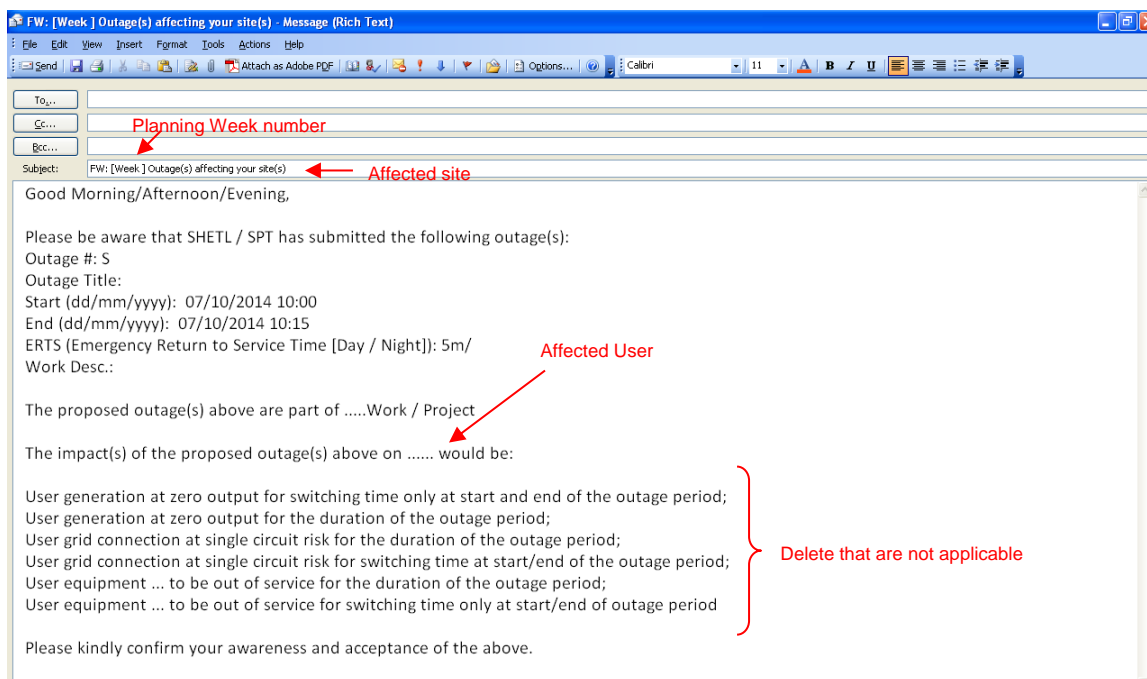 FW: [Week ] Outage(s) affecting your site(s) - Message (Rich Text)
File Edit View Insert Format Tools Actions Help
Send Attach as Adobe PDF Options... Calibri 11 A B I U
To...
Cc... Planning Week number
Bcc...
Subject: FW: [Week ] Outage(s) affecting your site(s) Affected site
Good Morning/Afternoon/Evening,
Please be aware that SHETL / SPT has submitted the following outage(s):
Outage #: S
Outage Title:
Start (dd/mm/yyyy): 07/10/2014 10:00
End (dd/mm/yyyy): 07/10/2014 10:15
ERTS (Emergency Return to Service Time [Day / Night]): 5m/
Affected User
Work Desc.:
The proposed outage(s) above are part of .....Work / Project
The impact(s) of the proposed outage(s) above on ...... would be:
User generation at zero output for switching time only at start and end of the outage period;
User generation at zero output for the duration of the outage period;
User grid connection at single circuit risk for the duration of the outage period;
User grid connection at single circuit risk for switching time at start/end of the outage period;
Delete that are not applicable
User equipment ... to be out of service for the duration of the outage period;
User equipment ... to be out of service for switching time only at start/end of outage period
Please kindly confirm your awareness and acceptance of the above.